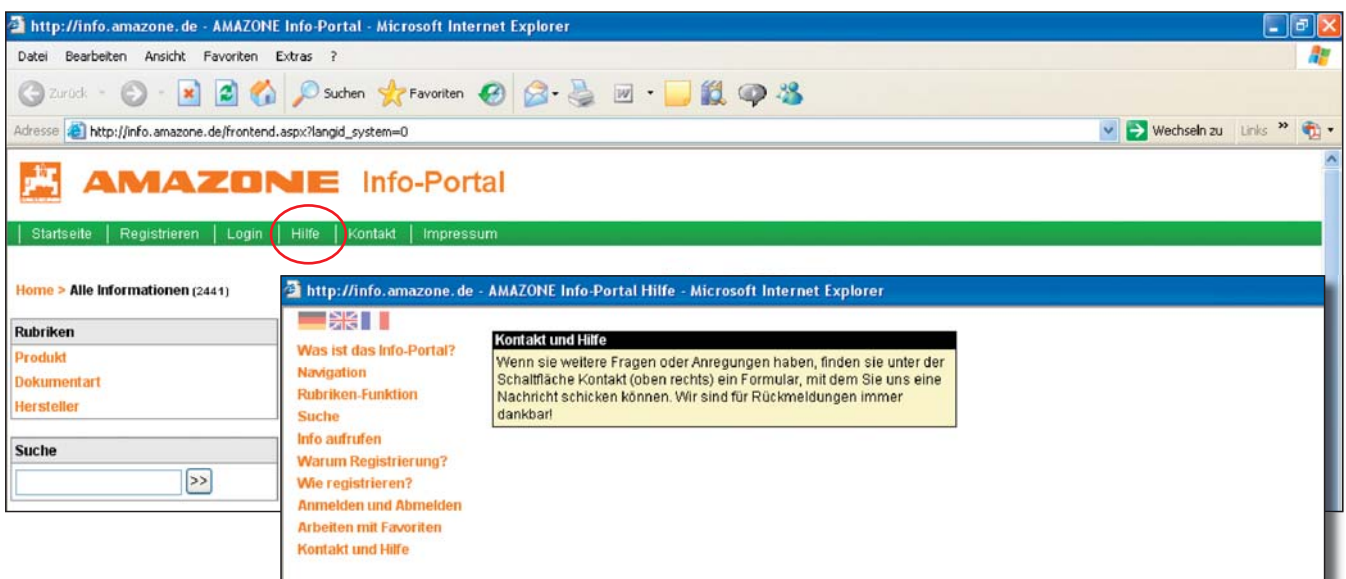 http://info.amazone.de - AMAZONE Info-Portal - Microsoft Internet Explorer
Datei Bearbeiten Ansicht Favoriten Extras ?
Zurück Suchen Favoriten
Adresse http://info.amazone.de/frontend.aspx?langid_system=0 Wechseln zu Links »
AMAZONE Info-Portal
Startseite | Registrieren | Login | Hilfe | Kontakt | Impressum
Home > Alle Informationen (2441)
Rubriken
Produkt
Dokumentart
Hersteller
Suche
>>
http://info.amazone.de - AMAZONE Info-Portal Hilfe - Microsoft Internet Explorer
Was ist das Info-Portal?
Navigation
Rubriken-Funktion
Suche
Info aufrufen
Warum Registrierung?
Wie registrieren?
Anmelden und Abmelden
Arbeiten mit Favoriten
Kontakt und Hilfe
Kontakt und Hilfe
Wenn sie weitere Fragen oder Anregungen haben, finden sie unter der
Schaltfläche Kontakt (oben rechts) ein Formular, mit dem Sie uns eine
Nachricht schicken können. Wir sind für Rückmeldungen immer
dankbar!